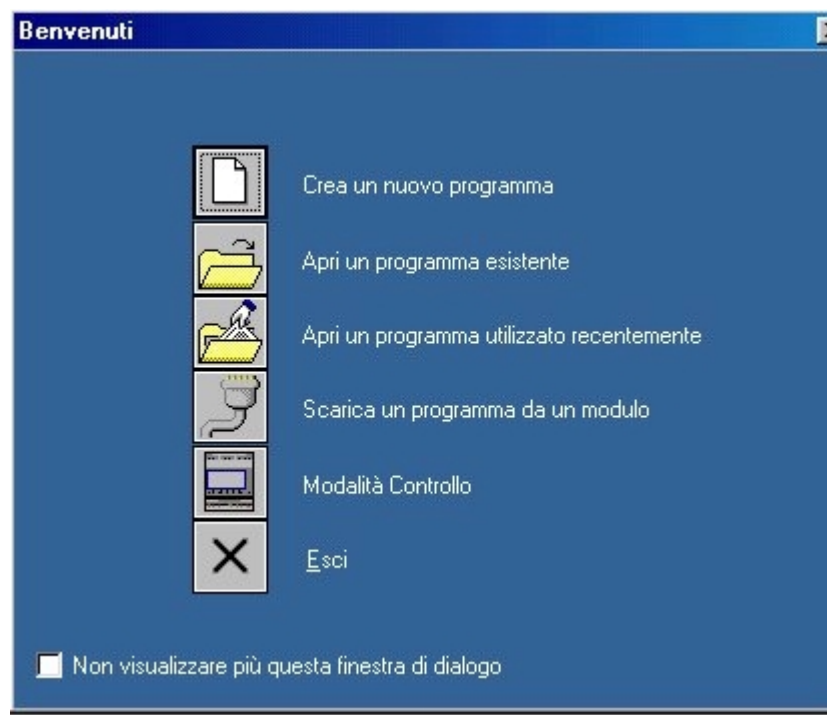 Benvenuti
Crea un nuovo programma
Apri un programma esistente
Apri un programma utilizzato recentemente
Scarica un programma da un modulo
Modalità Controllo
Esci
Non visualizzare più questa finestra di dialogo